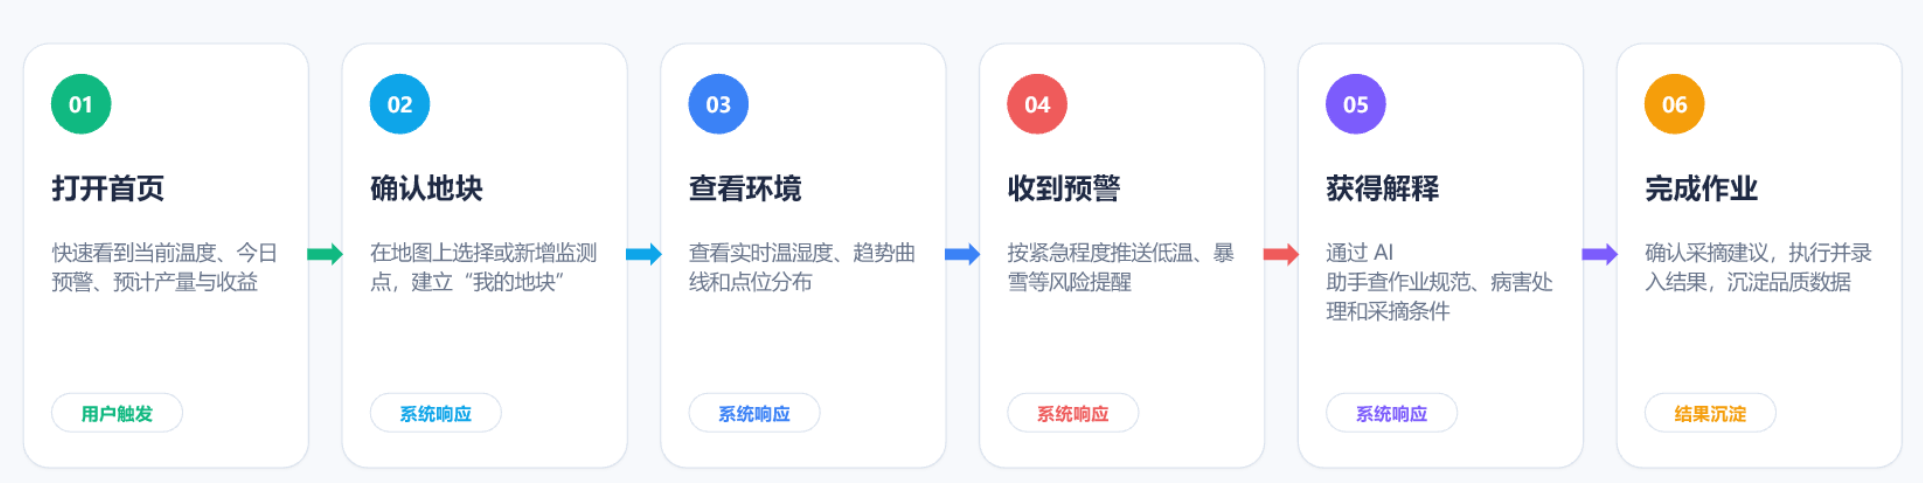 01
打开首页
快速看到当前温度、今日
预警、预计产量与收益
用户触发
02
确认地块
在地图上选择或新增监测
点，建立“我的地块”
系统响应
03
查看环境
查看实时温湿度、趋势曲
线和点位分布
系统响应
04
收到预警
按紧急程度推送低温、暴
雪等风险提醒
系统响应
05
获得解释
通过 AI
助手查作业规范、病害处
理和采摘条件
系统响应
06
完成作业
确认采摘建议，执行并录
入结果，沉淀品质数据
结果沉淀